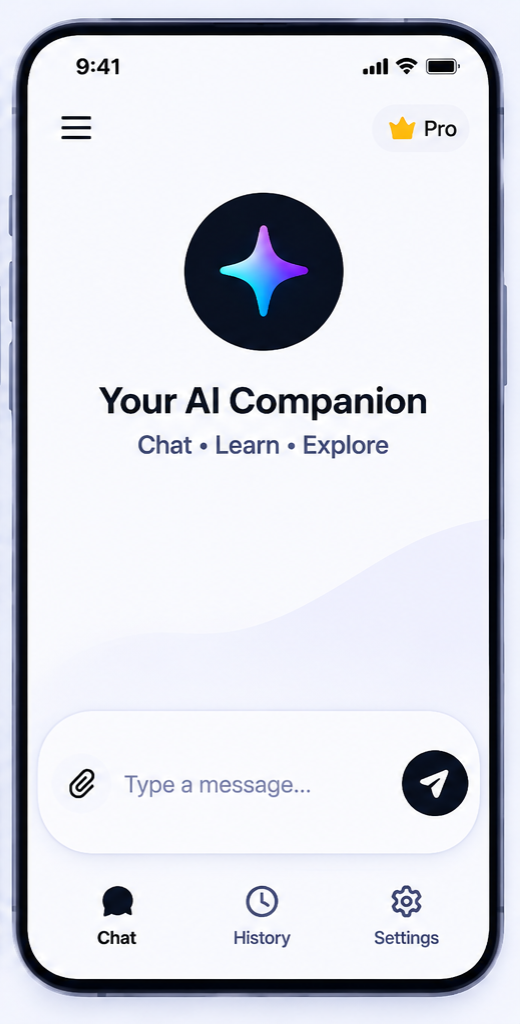 9:41
Pro
Your AI Companion
Chat • Learn • Explore
Type a message...
Chat
History
Settings